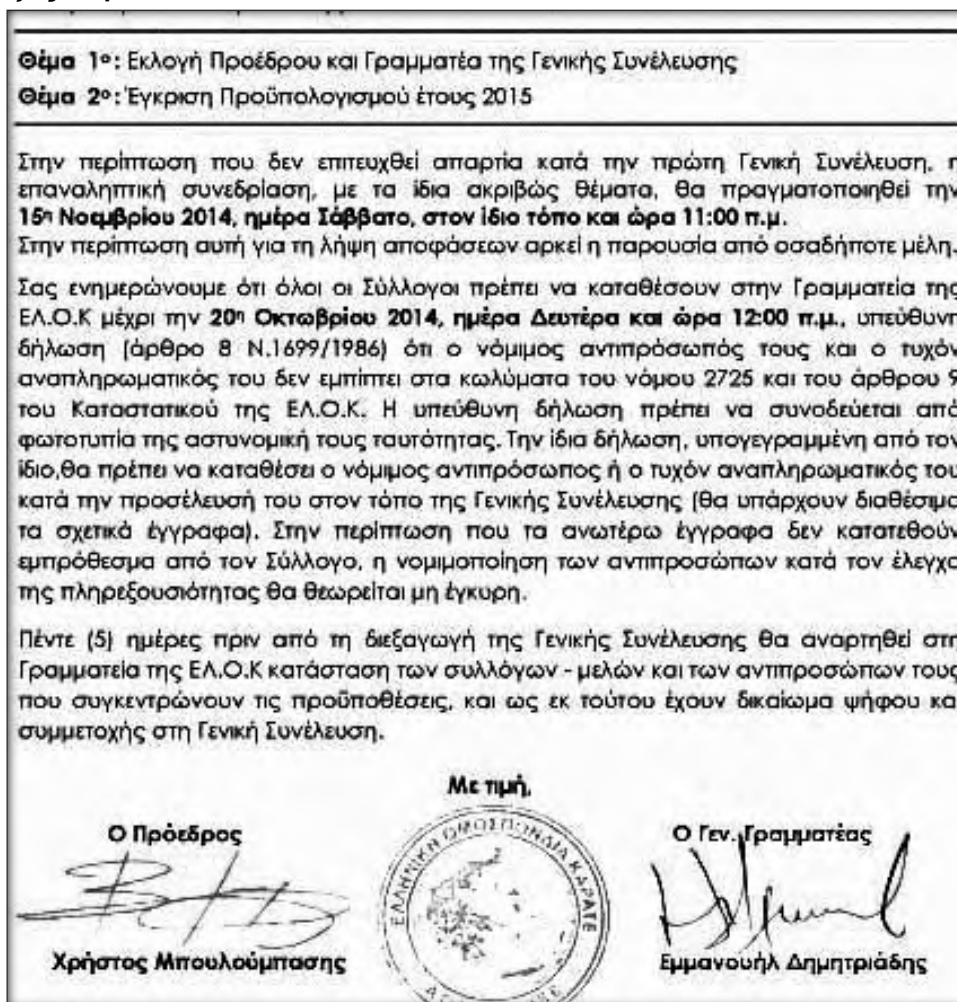 Θέμα 1ο: Εκλογή Προέδρου και Γραμματέα της Γενικής Συνέλευσης
Θέμα 2ο: Έγκριση Προϋπολογισμού έτους 2015
Στην περίπτωση που δεν επιτευχθεί απαρτία κατά την πρώτη Γενική Συνέλευση, η
επαναληπτική συνεδρίαση, με τα ίδια ακριβώς θέματα, θα πραγματοποιηθεί την
15η Νοεμβρίου 2014, ημέρα Σάββατο, στον ίδιο τόπο και ώρα 11:00 π.μ.
Στην περίπτωση αυτή για τη λήψη αποφάσεων αρκεί η παρουσία από οσαδήποτε μέλη.
Σας ενημερώνουμε ότι όλοι οι Σύλλογοι πρέπει να καταθέσουν στην Γραμματεία της
ΕΛ.Ο.Κ μέχρι την 20η Οκτωβρίου 2014, ημέρα Δευτέρα και ώρα 12:00 π.μ., υπεύθυνη
δήλωση (άρθρο 8 Ν.1699/1986) ότι ο νόμιμος αντιπρόσωπός τους και ο τυχόν
αναπληρωματικός του δεν εμπίπτει στα κωλύματα του νόμου 2725 και του άρθρου 9
του Καταστατικού της ΕΛ.Ο.Κ. Η υπεύθυνη δήλωση πρέπει να συνοδεύεται από
φωτοτυπία της αστυνομική τους ταυτότητας. Την ίδια δήλωση, υπογεγραμμένη από τον
ίδιο,θα πρέπει να καταθέσει ο νόμιμος αντιπρόσωπος ή ο τυχόν αναπληρωματικός του
κατά την προσέλευσή του στον τόπο της Γενικής Συνέλευσης (θα υπάρχουν διαθέσιμα
τα σχετικά έγγραφα). Στην περίπτωση που τα ανωτέρω έγγραφα δεν κατατεθούν
εμπρόθεσμα από τον Σύλλογο, η νομιμοποίηση των αντιπροσώπων κατά τον έλεγχο
της πληρεξουσιότητας θα θεωρείται μη έγκυρη.
Πέντε (5) ημέρες πριν από τη διεξαγωγή της Γενικής Συνέλευσης θα αναρτηθεί στη
Γραμματεία της ΕΛ.Ο.Κ κατάσταση των συλλόγων - μελών και των αντιπροσώπων τους
που συγκεντρώνουν τις προϋποθέσεις, και ως εκ τούτου έχουν δικαίωμα ψήφου κα
συμμετοχής στη Γενική Συνέλευση.
Με τιμή,
Ο Πρόεδρος
Ο Γεν. Γραμματέας
ΕΛΛΗΝΙΚΗ ΟΜΟΣΠΟΝΔΙΑ ΚΑΡΑΤΕ
Χρήστος Μπουλούμπασης
Εμμανουήλ Δημητριάδης